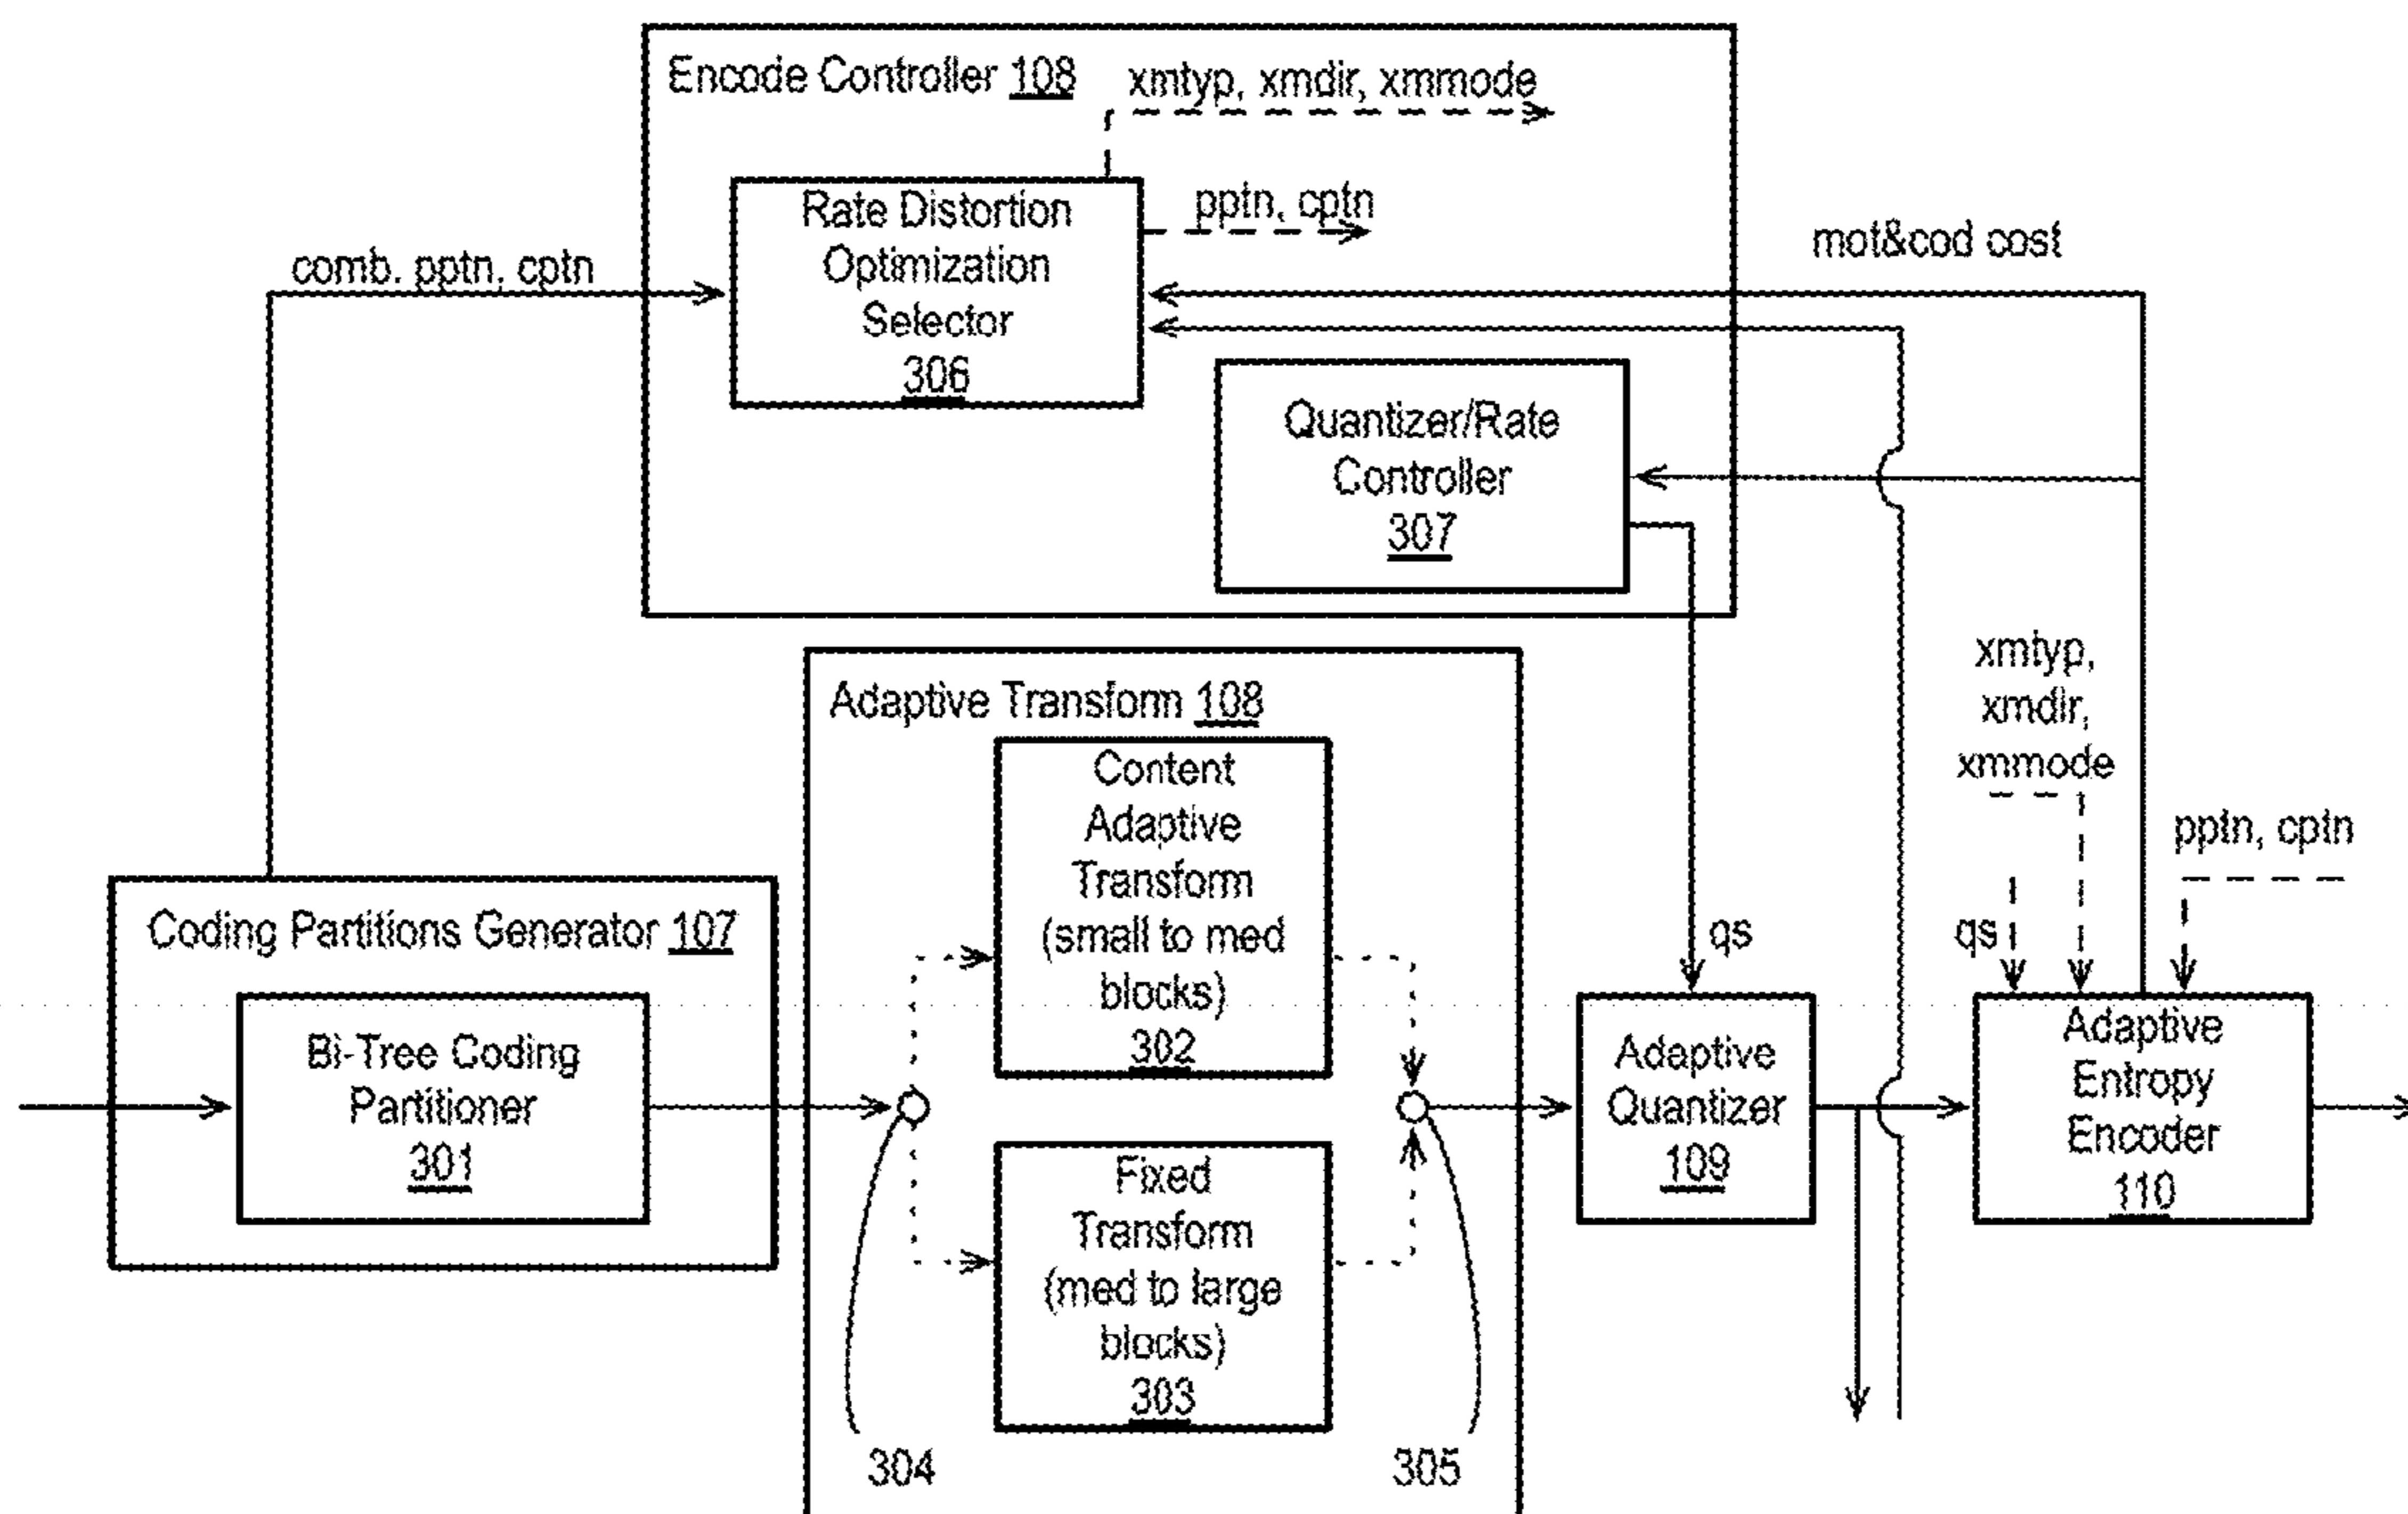 Encode Controller 108
xmtyp, xmdir, xmmode
Rate Distortion
Optimization
Selector
306
pptn, cptn
comb. pptn, cptn
mot&cod cost
Quantizer/Rate
Controller
307
xmtyp,
xmdir,
xmmode
pptn, cptn
qs
qs
Adaptive Transform 108
Content
Adaptive
Transform
(small to med
blocks)
302
Coding Partitions Generator 107
Bi-Tree Coding
Partitioner
301
Fixed
Transform
(med to large
blocks)
303
304
305
Adaptive
Quantizer
109
Adaptive
Entropy
Encoder
110